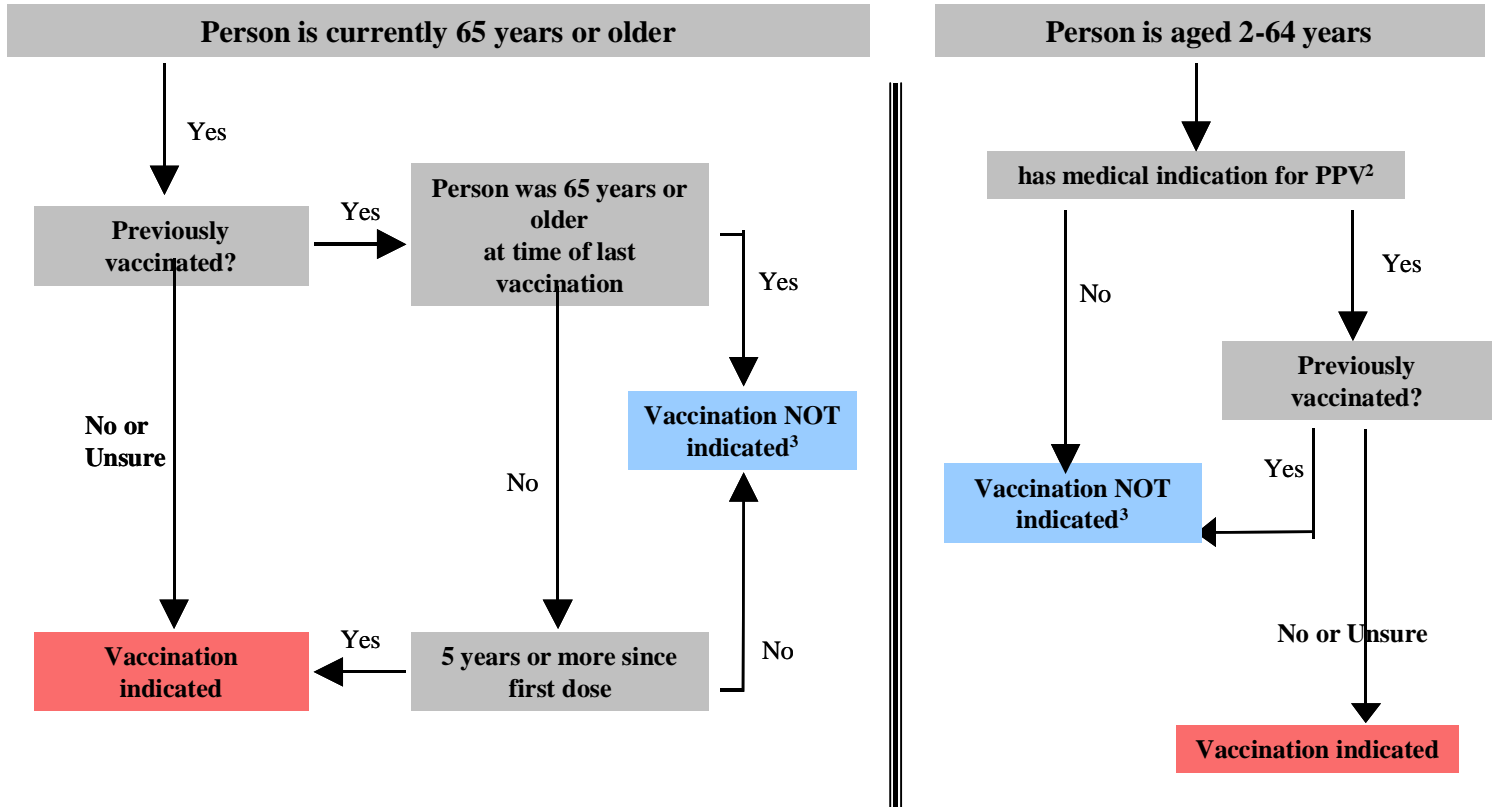 Person is currently 65 years or older
Yes
Previously
vaccinated?
Yes
Person was 65 years or
older
at time of last
vaccination
Yes
Vaccination NOT
indicated³
No or
Unsure
No
Vaccination
indicated
Yes
5 years or more since
first dose
No
Person is aged 2-64 years
has medical indication for PPV²
No
Yes
Previously
vaccinated?
Yes
Vaccination NOT
indicated³
No or Unsure
Vaccination indicated